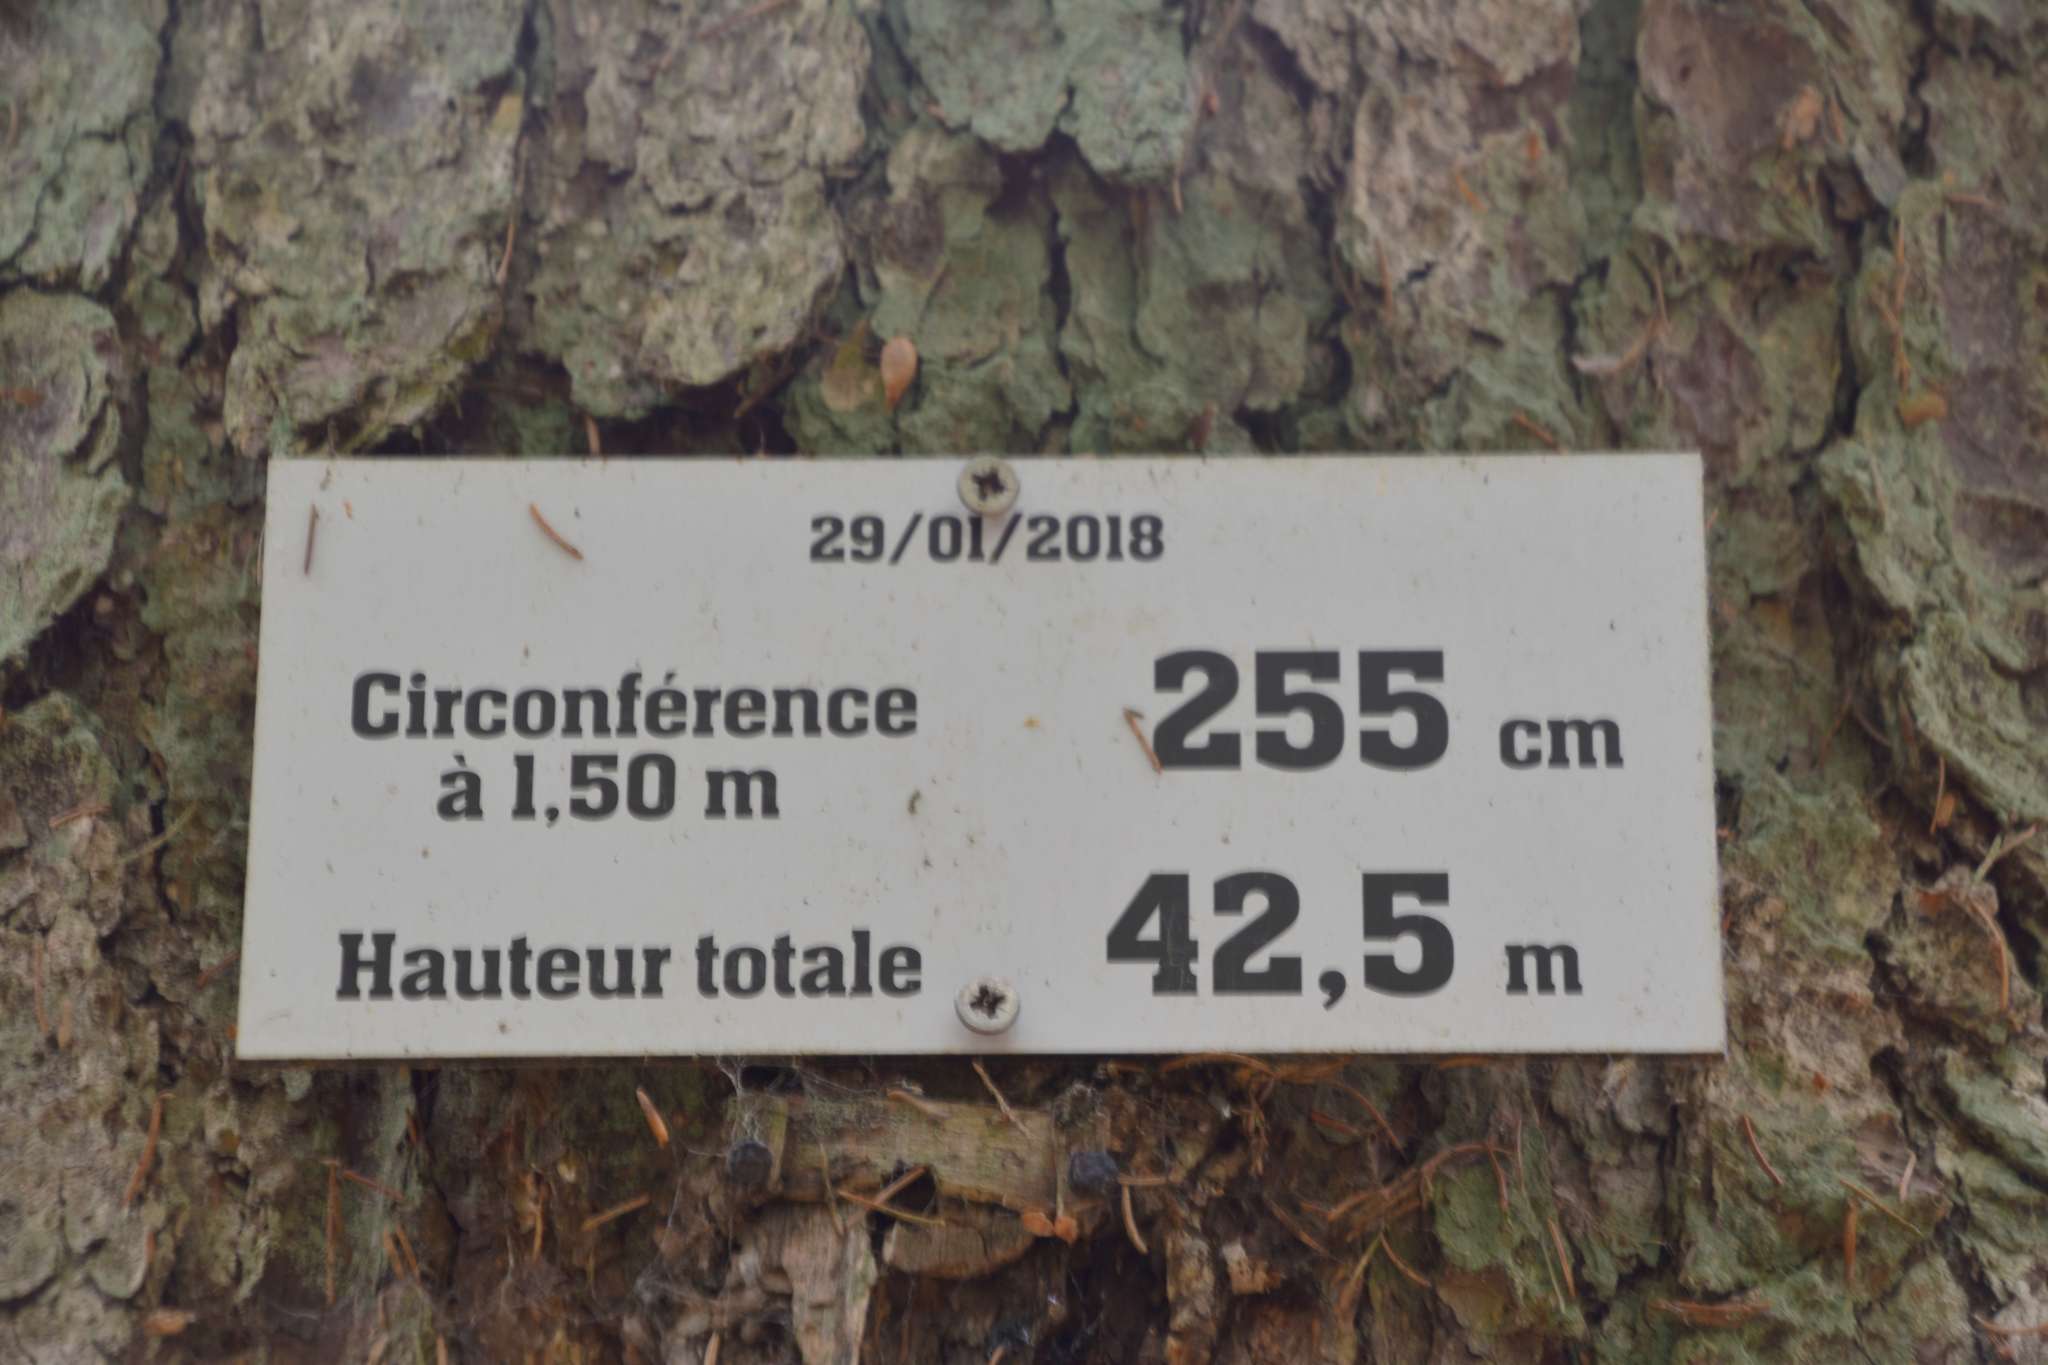 29/01/2018
Circonférence 255 cm
à 1,50 m
Hauteur totale 42,5 m